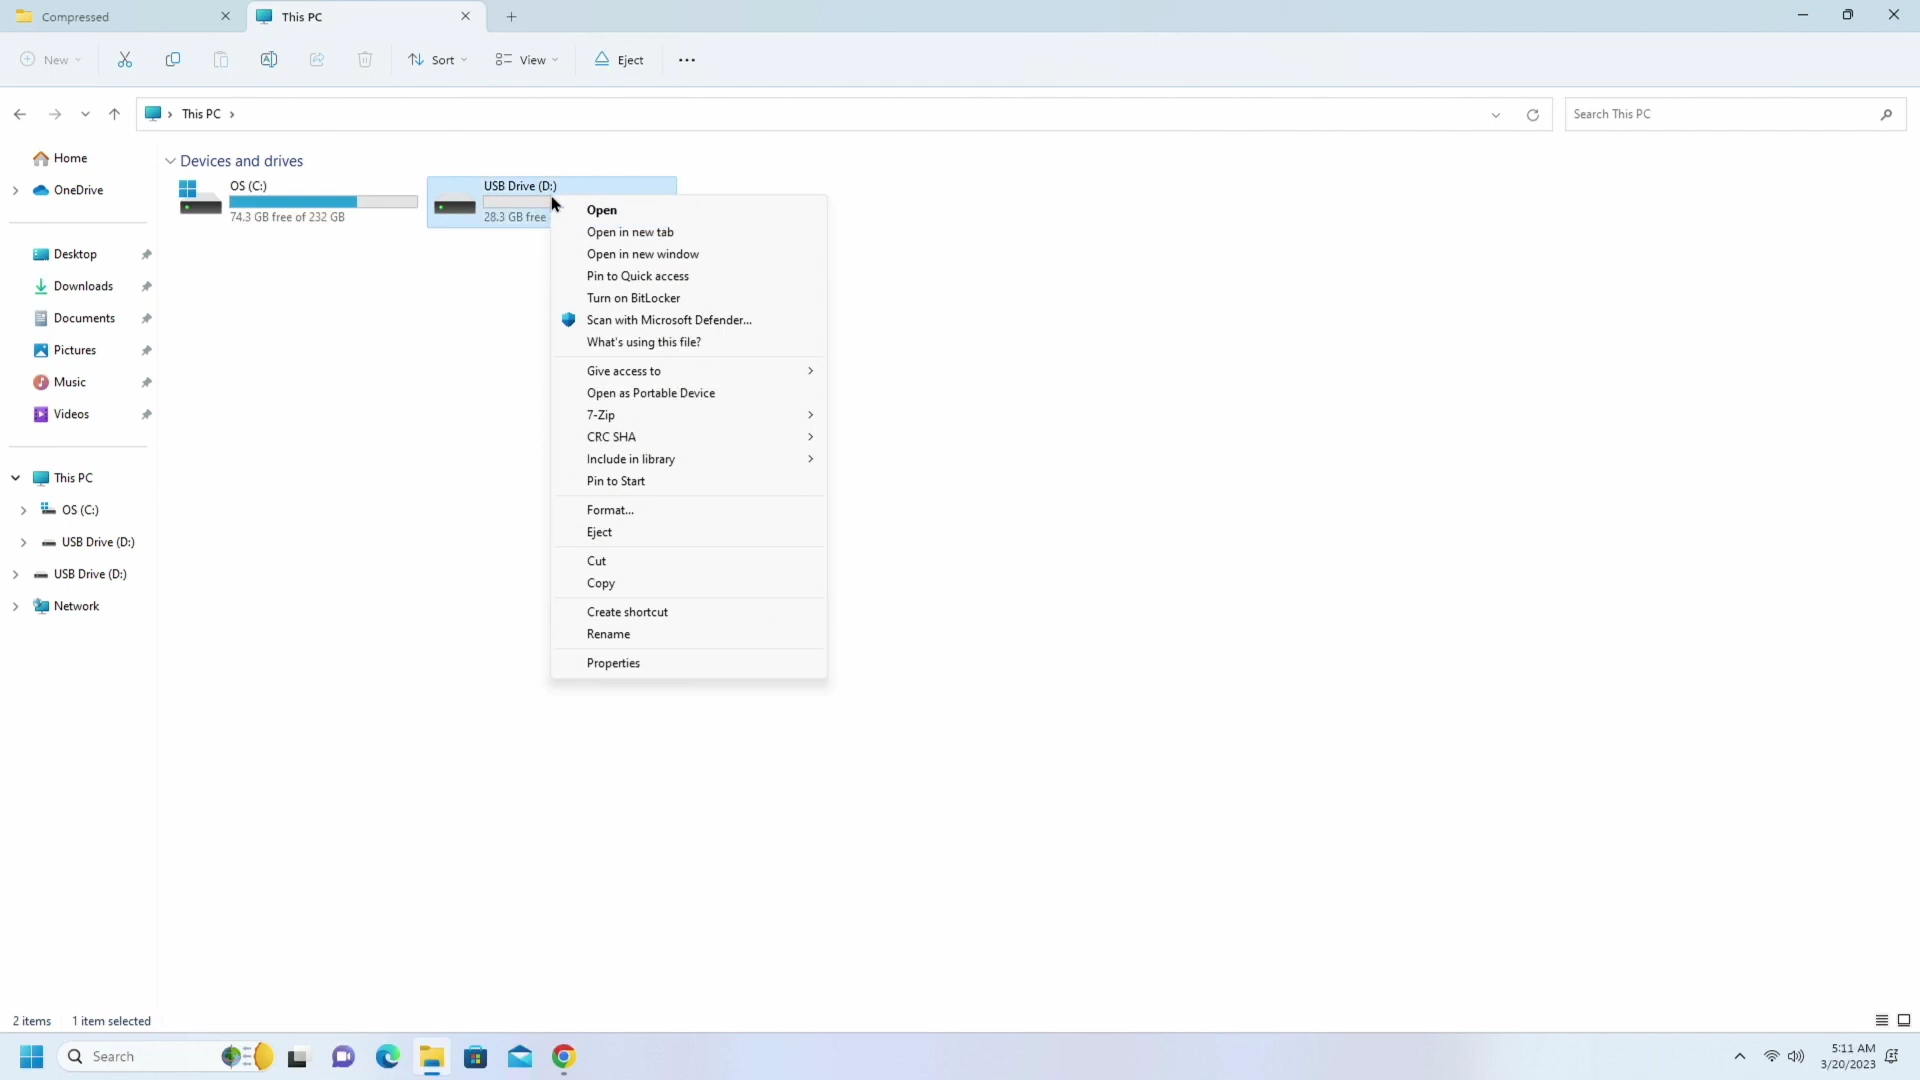 Compressed
This PC
New
Sort
View
Eject
This PC
Search This PC
Home
OneDrive
Desktop
Downloads
Documents
Pictures
Music
Videos
This PC
OS (C:)
USB Drive (D:)
USB Drive (D:)
Network
Devices and drives
OS (C:)
74.3 GB free of 232 GB
USB Drive (D:)
28.3 GB free
Open
Open in new tab
Open in new window
Pin to Quick access
Turn on BitLocker
Scan with Microsoft Defender...
What's using this file?
Give access to
Open as Portable Device
7-Zip
CRC SHA
Include in library
Pin to Start
Format...
Eject
Cut
Copy
Create shortcut
Rename
Properties
2 items 1 item selected
Search
5:11 AM
3/20/2023